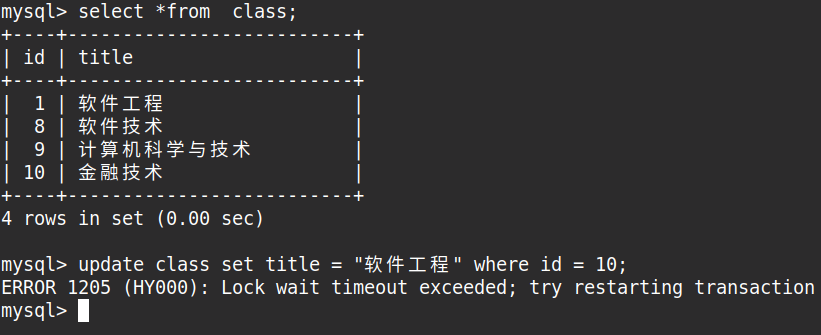 mysql> select *from  class;
+----+--------------------------+
| id | title                    |
+----+--------------------------+
|  1 | 软件工程                 |
|  8 | 软件技术                 |
|  9 | 计算机科学与技术         |
| 10 | 金融技术                 |
+----+--------------------------+
4 rows in set (0.00 sec)
mysql> update class set title = "软件工程" where id = 10;
ERROR 1205 (HY000): Lock wait timeout exceeded; try restarting transaction
mysql>